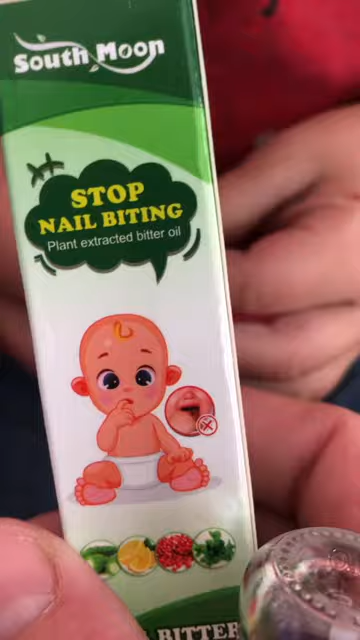 South Moon
STOP
NAIL BITING
Plant extracted bitter oil
BITTER